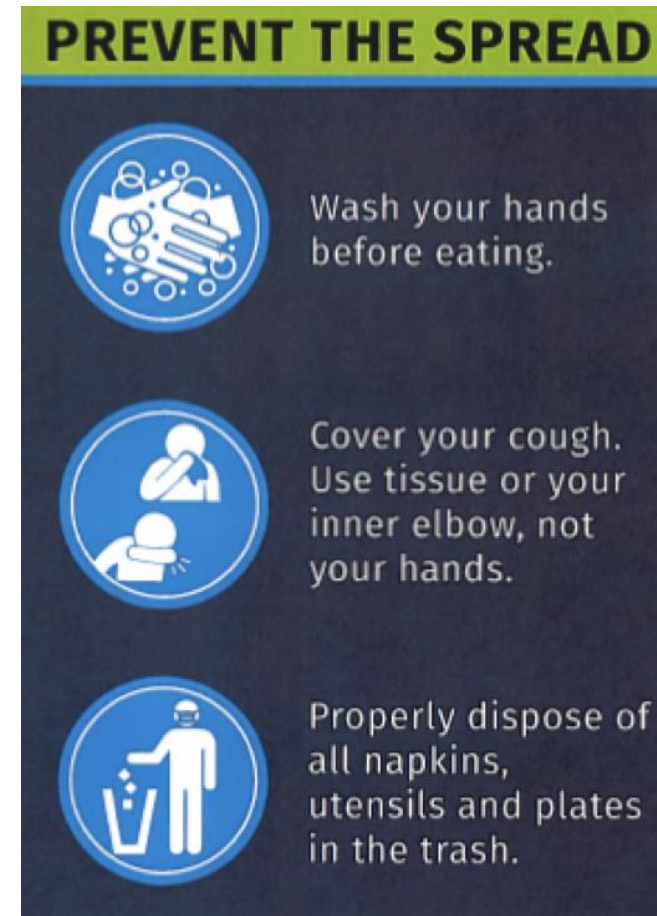 PREVENT THE SPREAD
Wash your hands
before eating.
Cover your cough.
Use tissue or your
inner elbow, not
your hands.
Properly dispose of
all napkins,
utensils and plates
in the trash.